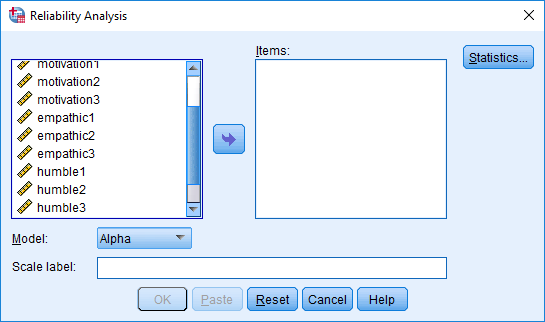 Reliability Analysis
Items:
Statistics...
motivation1
motivation2
motivation3
empathic1
empathic2
empathic3
humble1
humble2
humble3
Model:
Alpha
Scale label:
OK
Paste
Reset
Cancel
Help